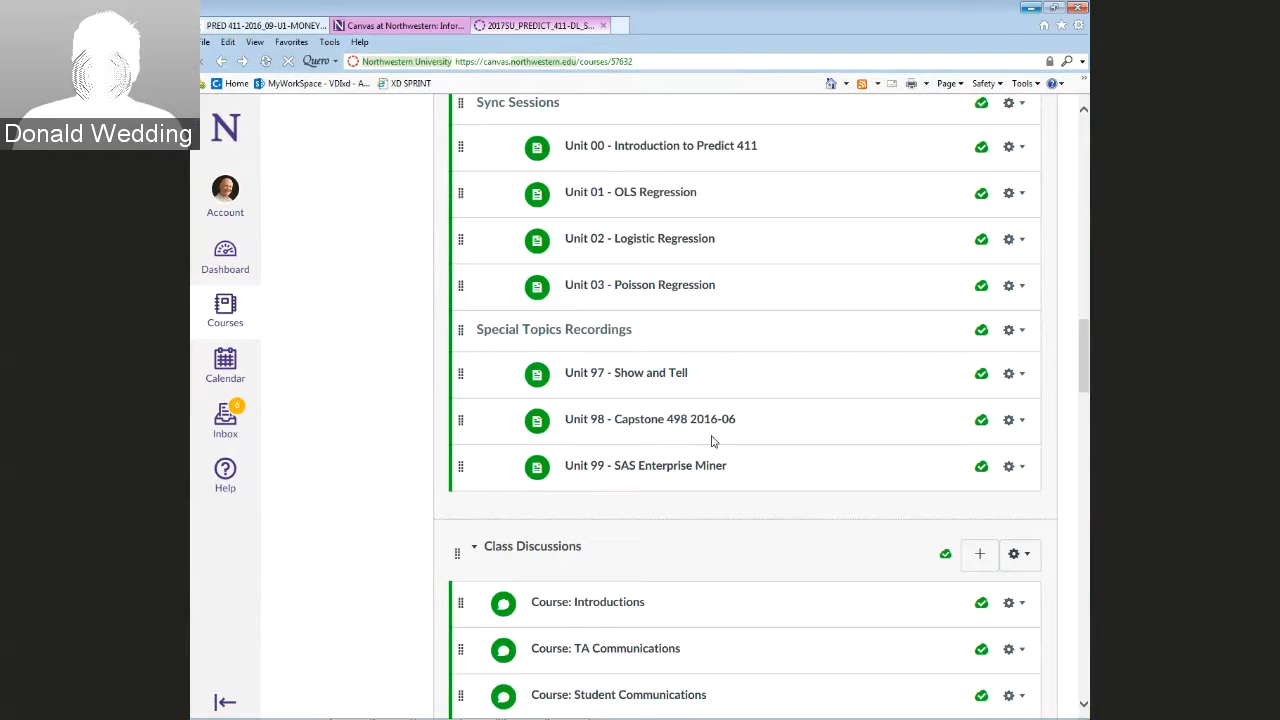 PRED 411-2016_09-U1-MONEY...
Canvas at Northwestern: Infor...
2017SU_PREDICT_411-DL_S...
File Edit View Favorites Tools Help
Quero
Northwestern University https://canvas.northwestern.edu/courses/57632
Home MyWorkSpace - VDIxd - A... XD SPRINT Page Safety Tools
Donald Wedding
N
Account
Dashboard
Courses
Calendar
6
Inbox
Help
Sync Sessions
Unit 00 - Introduction to Predict 411
Unit 01 - OLS Regression
Unit 02 - Logistic Regression
Unit 03 - Poisson Regression
Special Topics Recordings
Unit 97 - Show and Tell
Unit 98 - Capstone 498 2016-06
Unit 99 - SAS Enterprise Miner
Class Discussions
Course: Introductions
Course: TA Communications
Course: Student Communications